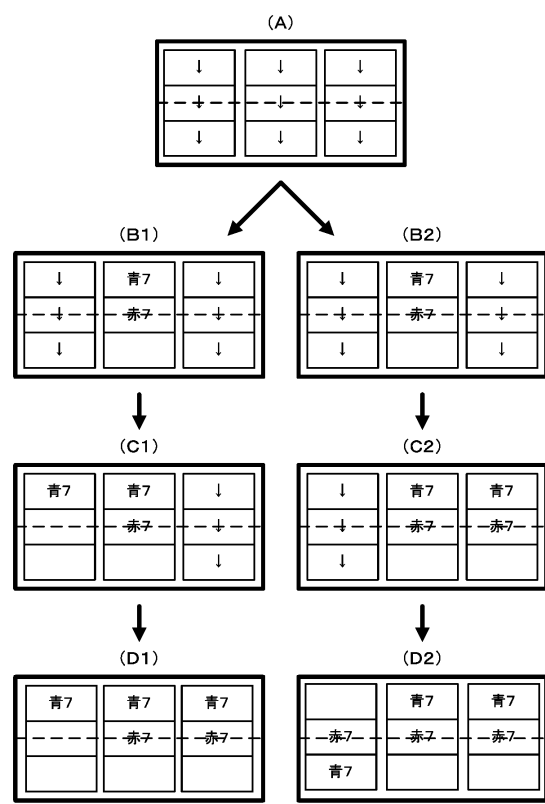 (A)
↓ ↓ ↓
↓ ↓ ↓
↓ ↓ ↓
(B1) (B2)
↓ 青7 ↓ ↓ 青7 ↓
↓ 赤7 ↓ ↓ 赤7 ↓
↓ ↓ ↓ ↓
(C1) (C2)
青7 青7 ↓ ↓ 青7 青7
赤7 ↓ ↓ 赤7 赤7
↓ ↓
(D1) (D2)
青7 青7 青7 青7 青7
赤7 赤7 赤7 赤7 赤7
青7